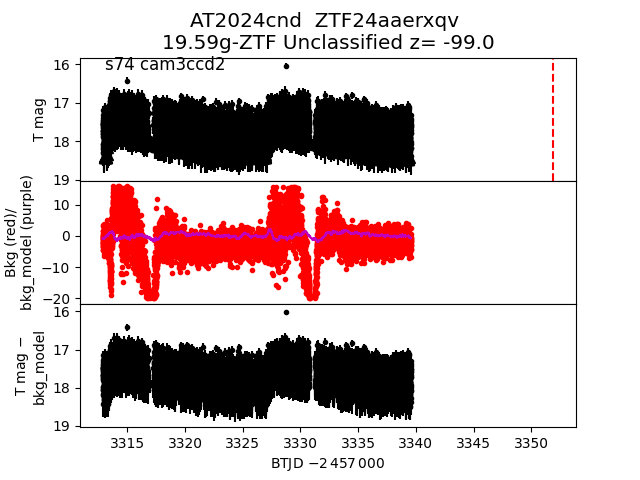 AT2024cnd  ZTF24aaerxqv
19.59g-ZTF Unclassified z= -99.0
s74 cam3ccd2
16
17
18
19
T mag
10
0
−10
−20
Bkg (red)/
bkg_model (purple)
16
17
18
19
T mag −
bkg_model
3315 3320 3325 3330 3335 3340 3345 3350
BTJD −2 457 000